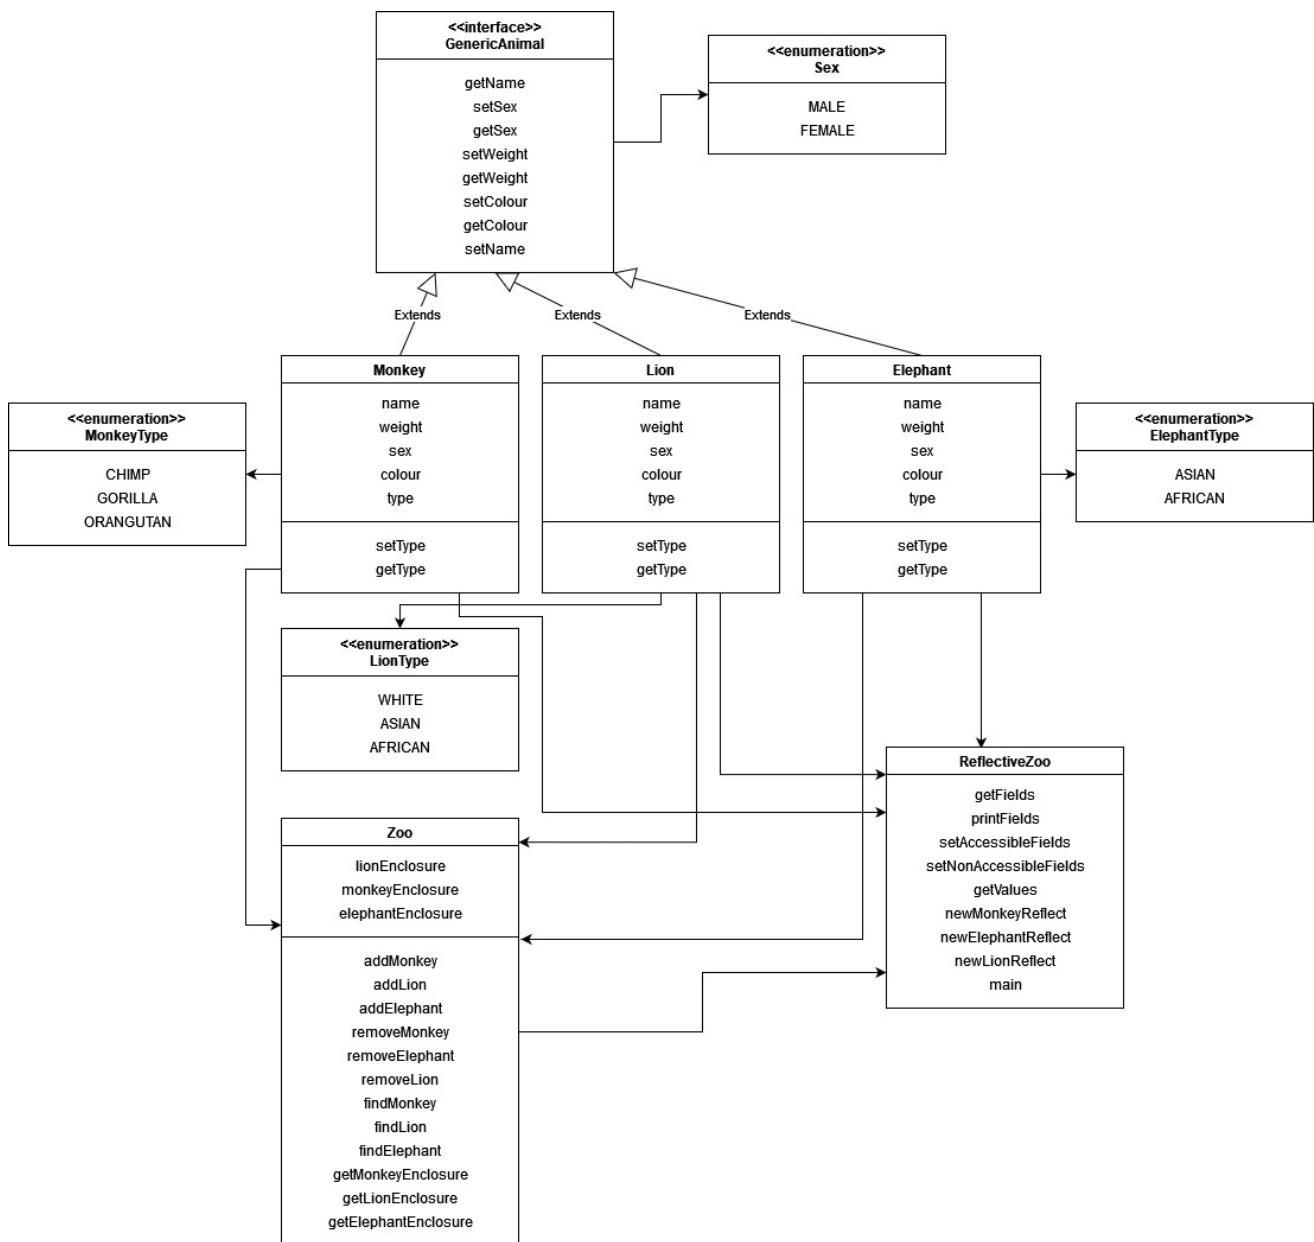 <<interface>>
GenericAnimal
getName
setSex
getSex
setWeight
getWeight
setColour
getColour
setName
<<enumeration>>
Sex
MALE
FEMALE
Extends
Extends
Extends
Monkey
name
weight
sex
colour
type
setType
getType
Lion
name
weight
sex
colour
type
setType
getType
Elephant
name
weight
sex
colour
type
setType
getType
<<enumeration>>
MonkeyType
CHIMP
GORILLA
ORANGUTAN
<<enumeration>>
ElephantType
ASIAN
AFRICAN
<<enumeration>>
LionType
WHITE
ASIAN
AFRICAN
ReflectiveZoo
getFields
printFields
setAccessibleFields
setNonAccessibleFields
getValues
newMonkeyReflect
newElephantReflect
newLionReflect
main
Zoo
lionEnclosure
monkeyEnclosure
elephantEnclosure
addMonkey
addLion
addElephant
removeMonkey
removeElephant
removeLion
findMonkey
findLion
findElephant
getMonkeyEnclosure
getLionEnclosure
getElephantEnclosure